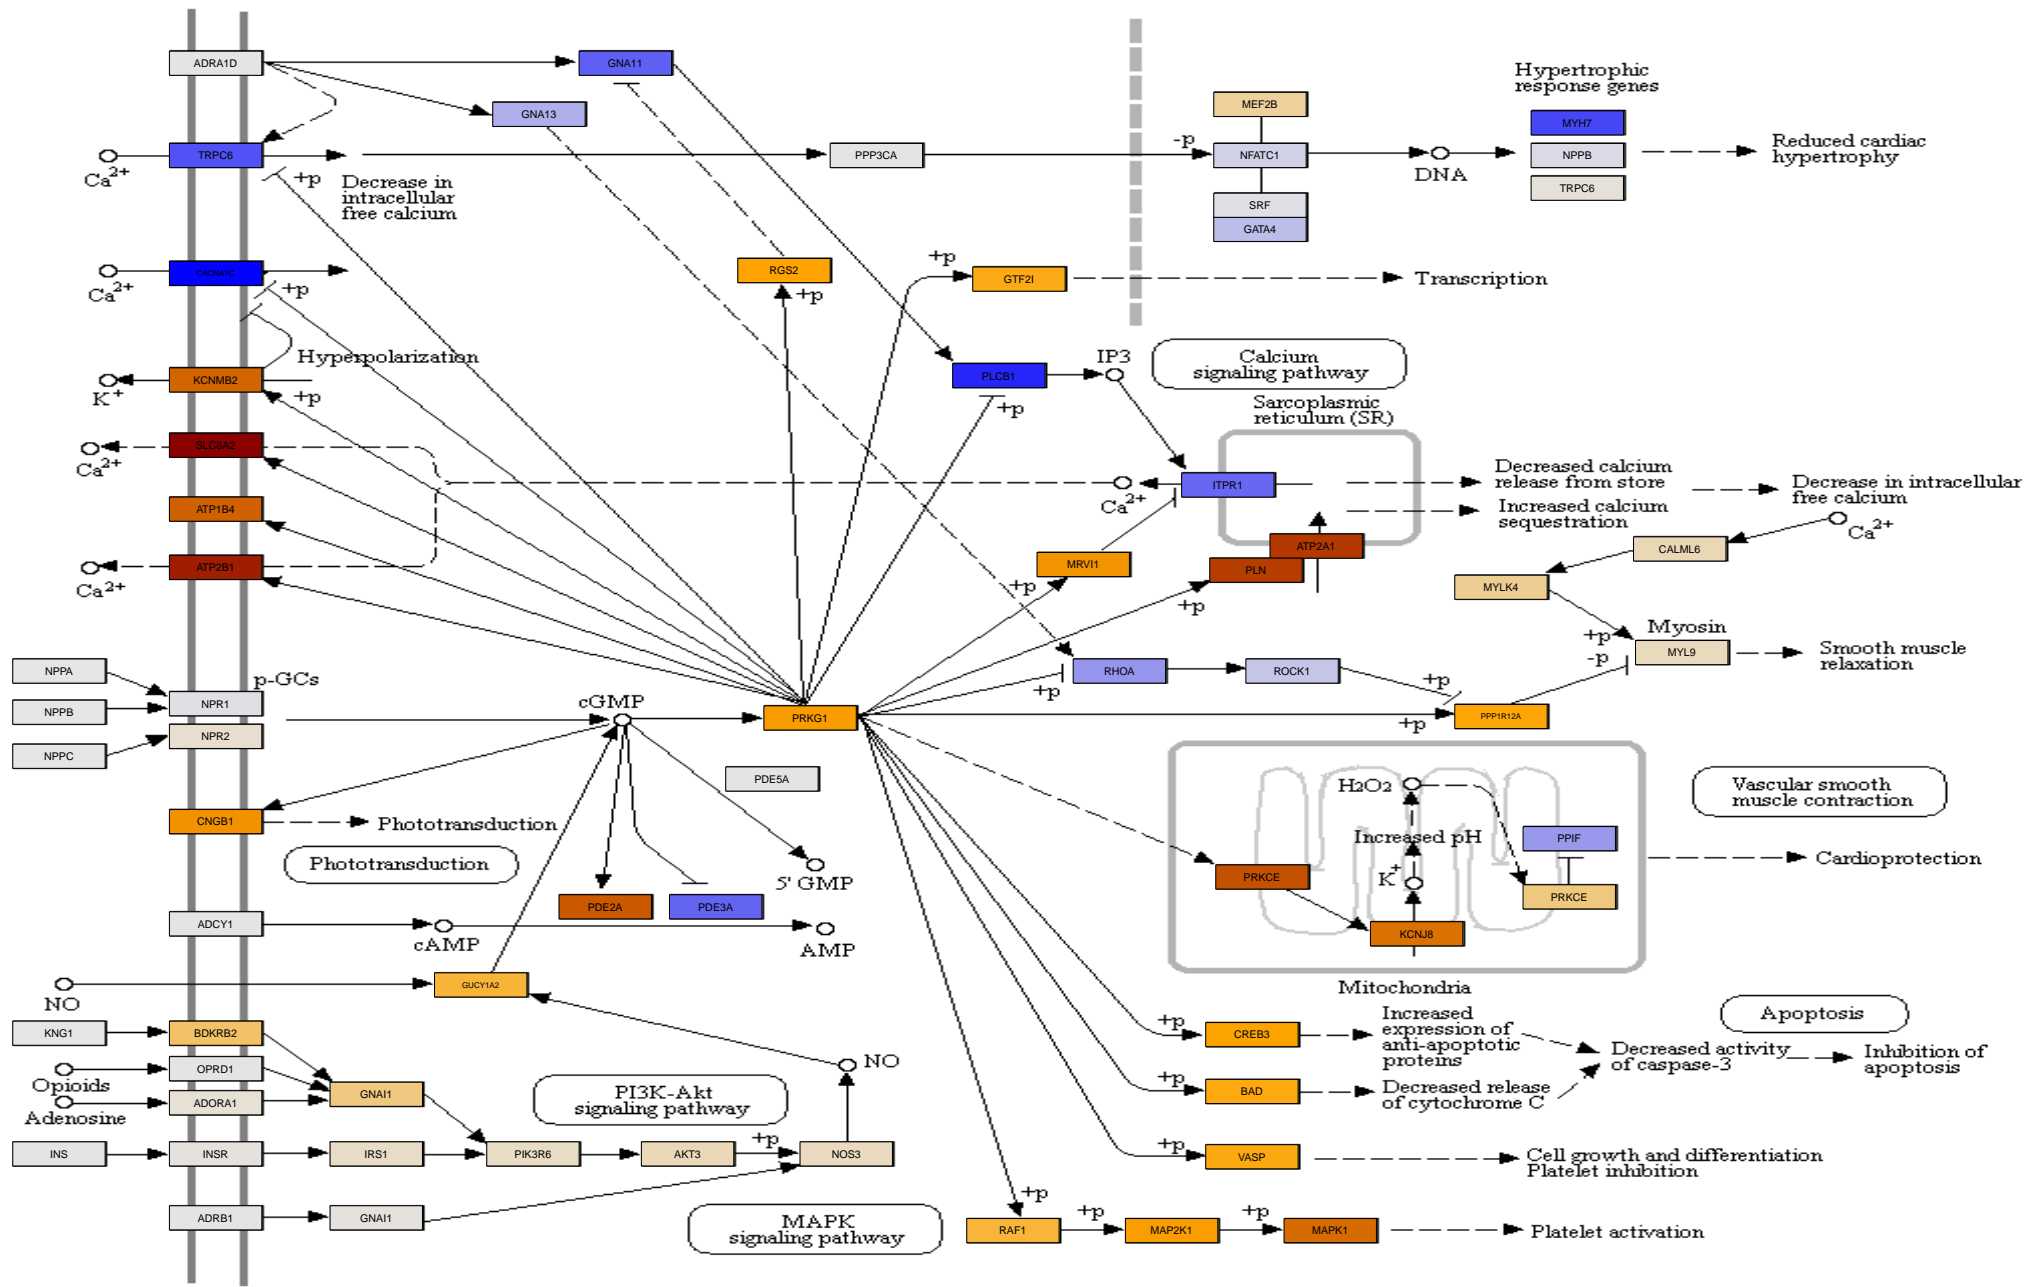 ADRA1D
GNA11
GNA13
TRPC6
Ca2+
+p
Decrease in
intracellular
free calcium
PPP3CA
-p
MEF2B
NFATC1
SRF
GATA4
DNA
Hypertrophic
response genes
MYH7
NPPB
TRPC6
Reduced cardiac
hypertrophy
CACNA1C
Ca2+
+p
RGS2
+p
+p
GTF2I
Transcription
Hyperpolarization
KCNMB2
K+
+p
PLCB1
+p
IP3
Calcium
signaling pathway
Sarcoplasmic
reticulum (SR)
SLC8A2
Ca2+
ATP1B4
ATP2B1
Ca2+
Ca2+
ITPR1
Decreased calcium
release from store
Increased calcium
sequestration
Decrease in intracellular
free calcium
Ca2+
MRVI1
+p
ATP2A1
PLN
+p
CALML6
MYLK4
+p
Myosin
-p
MYL9
Smooth muscle
relaxation
NPPA
NPPB
NPPC
p-GCs
NPR1
NPR2
cGMP
PRKG1
RHOA
+p
ROCK1
+p
PPP1R12A
+p
PDE5A
CNGB1
Phototransduction
Phototransduction
5' GMP
PDE2A
PDE3A
H2O2
Increased pH
K+
PRKCE
KCNJ8
PPIF
PRKCE
Mitochondria
Vascular smooth
muscle contraction
Cardioprotection
ADCY1
cAMP
AMP
NO
GUCY1A2
KNG1
BDKRB2
OPRD1
Opioids
Adenosine
ADORA1
GNAI1
NO
PI3K-Akt
signaling pathway
INS
INSR
IRS1
PIK3R6
AKT3
+p
NOS3
ADRB1
GNAI1
MAPK
signaling pathway
+p
CREB3
Increased
expression of
anti-apoptotic
proteins
Apoptosis
Decreased activity
of caspase-3
Inhibition of
apoptosis
+p
BAD
Decreased release
of cytochrome C
+p
VASP
Cell growth and differentiation
Platelet inhibition
+p
RAF1
+p
MAP2K1
+p
MAPK1
Platelet activation